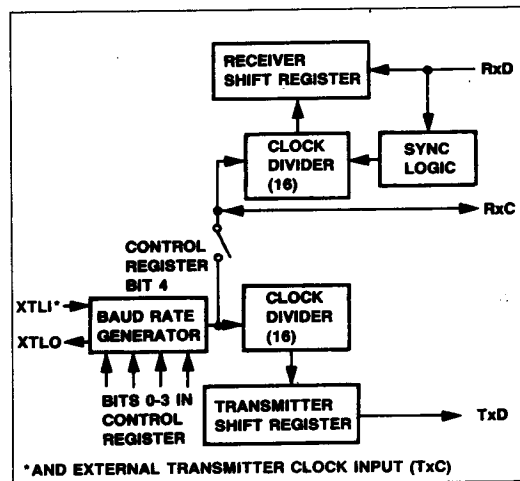 RECEIVER
SHIFT REGISTER
RxD
CLOCK
DIVIDER
(16)
SYNC
LOGIC
RxC
CONTROL
REGISTER
BIT 4
XTLI*
XTLO
BAUD RATE
GENERATOR
CLOCK
DIVIDER
(16)
BITS 0-3 IN
CONTROL
REGISTER
TRANSMITTER
SHIFT REGISTER
TxD
*AND EXTERNAL TRANSMITTER CLOCK INPUT (TxC)